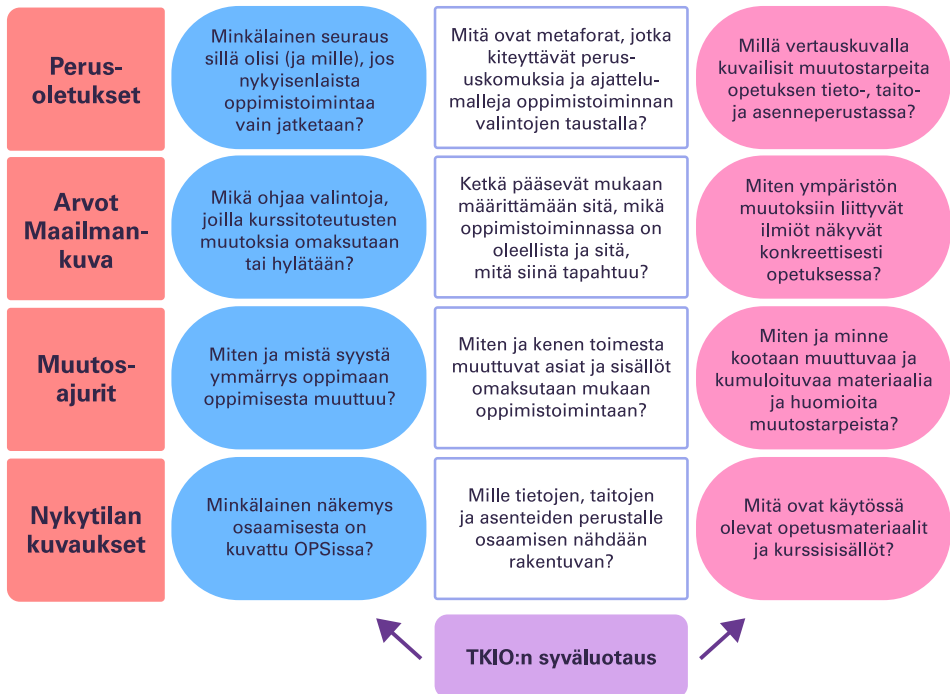 Perus-
oletukset
Minkälainen seuraus
sillä olisi (ja mille), jos
nykyisenlaista
oppimistoimintaa
vain jatketaan?
Mitä ovat metaforat, jotka
kiteyttävät perus-
uskomuksia ja ajattelu-
malleja oppimistoiminnan
valintojen taustalla?
Millä vertauskuvalla
kuvailisit muutostarpeita
opetuksen tieto-, taito-
ja asenneperustassa?
Arvot
Maailman-
kuva
Mikä ohjaa valintoja,
joilla kurssitoteutusten
muutoksia omaksutaan
tai hylätään?
Ketkä pääsevät mukaan
määrittämään sitä, mikä
oppimistoiminnassa on
oleellista ja sitä,
mitä siinä tapahtuu?
Miten ympäristön
muutoksiin liittyvät
ilmiöt näkyvät
konkreettisesti
opetuksessa?
Muutos-
ajurit
Miten ja mistä syystä
ymmärrys oppimaan
oppimisesta muuttuu?
Miten ja kenen toimesta
muuttuvat asiat ja sisällöt
omaksutaan mukaan
oppimistoimintaan?
Miten ja minne
kootaan muuttuvaa ja
kumuloituvaa materiaalia
ja huomioita
muutostarpeista?
Nykytilan
kuvaukset
Minkälainen näkemys
osaamisesta on
kuvattu OPSissa?
Mille tietojen, taitojen
ja asenteiden perustalle
osaamisen nähdään
rakentuvan?
Mitä ovat käytössä
olevat opetusmateriaalit
ja kurssisisällöt?
TKIO:n syväluotaus